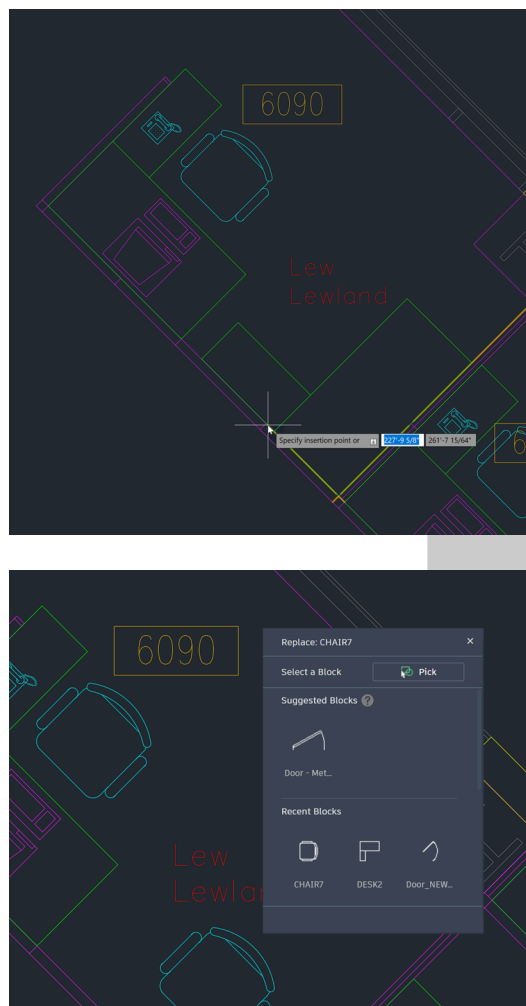 6090
Lew
Lewland
Specify insertion point or
227'-9 5/8"
261'-7 15/64"
6
6090
Lew
Lewla
Replace: CHAIR7
×
Select a Block
Pick
Suggested Blocks ?
Door - Met...
Recent Blocks
CHAIR7 DESK2 Door_NEW...